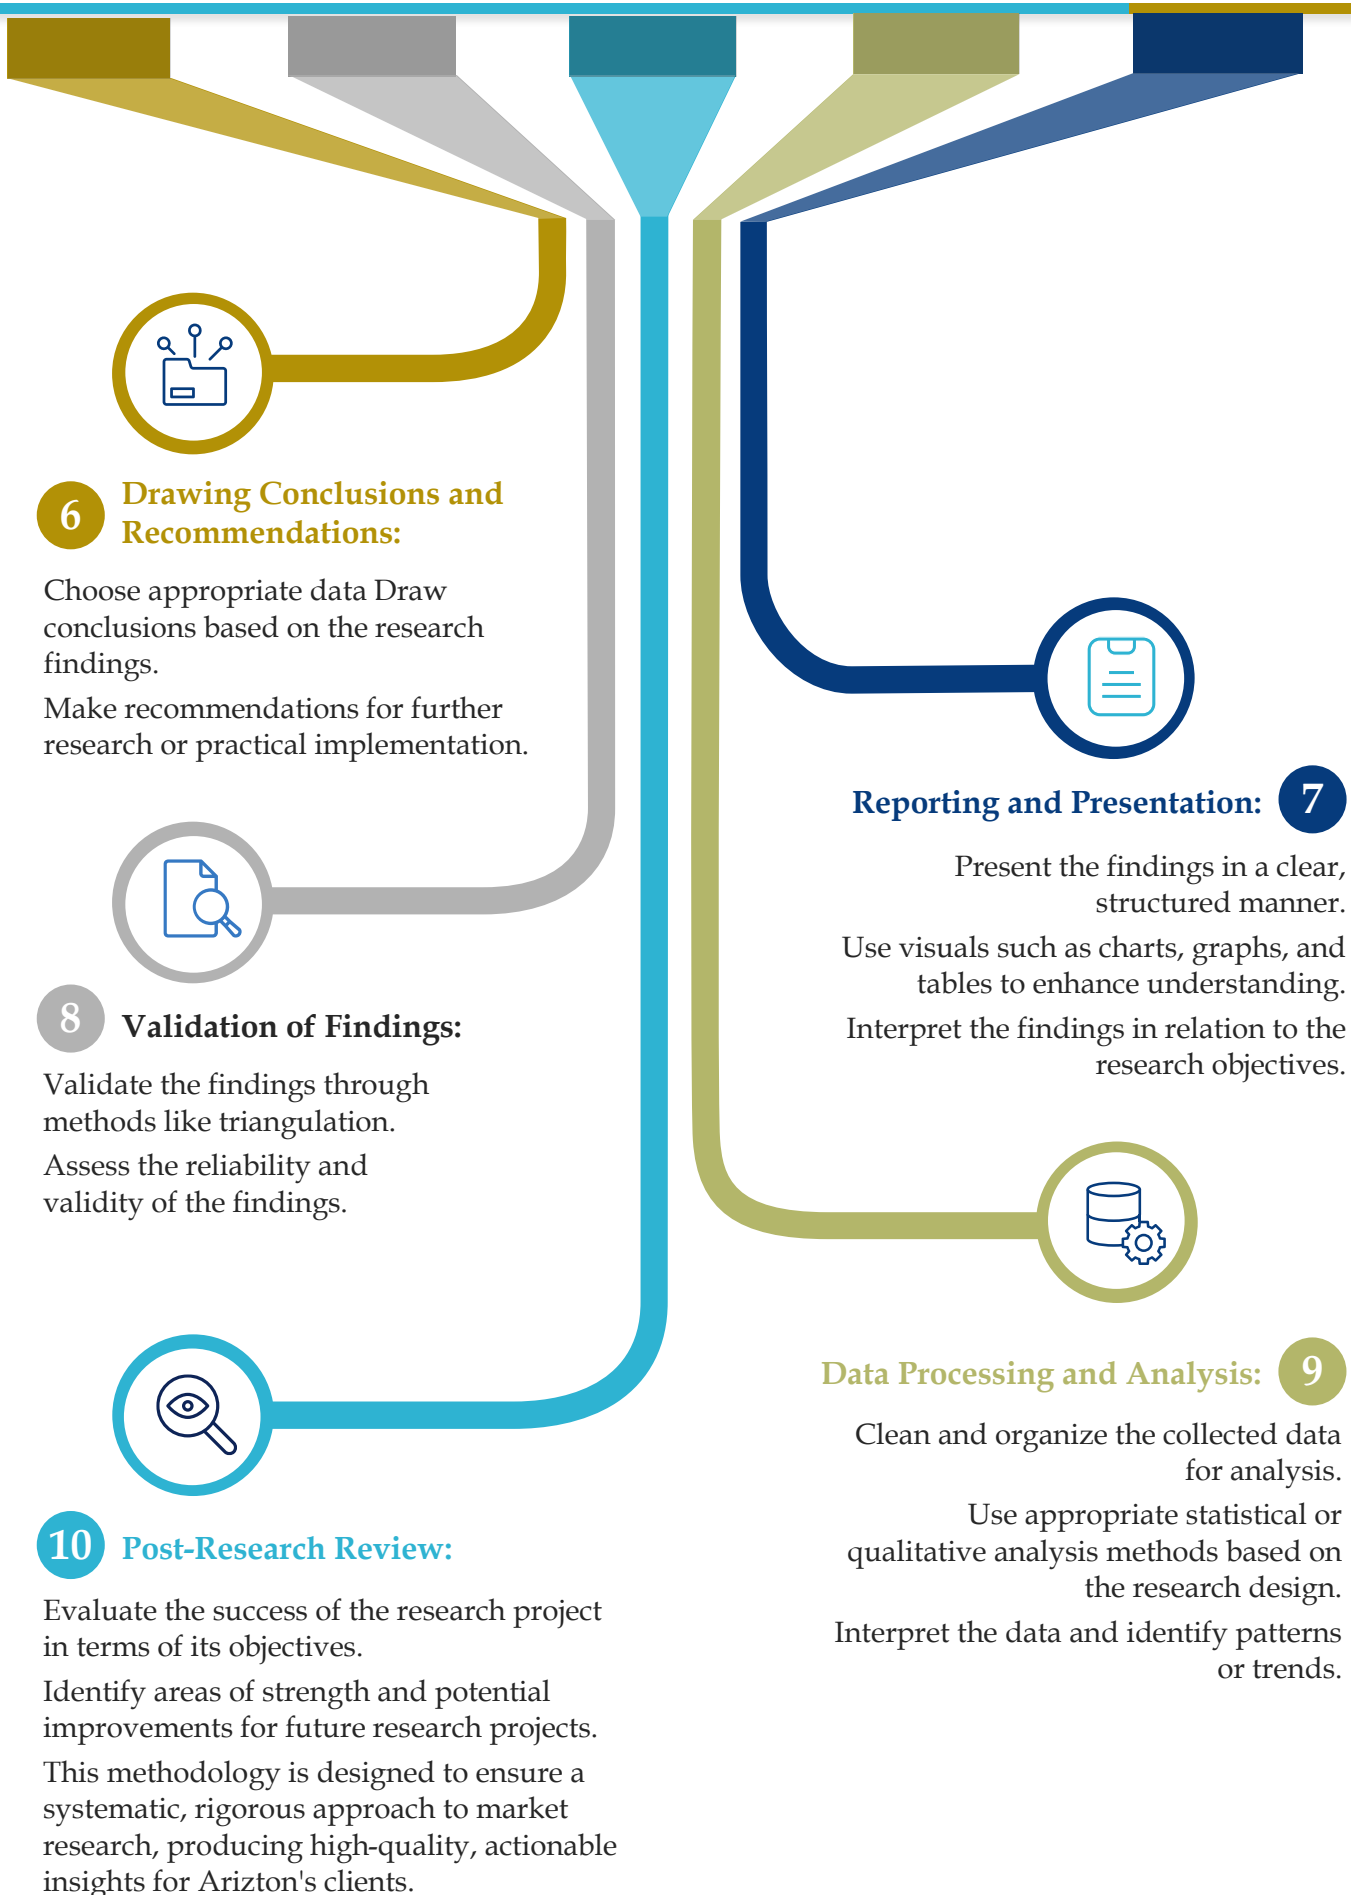 6
Drawing Conclusions and
Recommendations:
Choose appropriate data Draw
conclusions based on the research
findings.
Make recommendations for further
research or practical implementation.
Reporting and Presentation:
7
Present the findings in a clear,
structured manner.
Use visuals such as charts, graphs, and
tables to enhance understanding.
Interpret the findings in relation to the
research objectives.
8
Validation of Findings:
Validate the findings through
methods like triangulation.
Assess the reliability and
validity of the findings.
Data Processing and Analysis:
9
Clean and organize the collected data
for analysis.
Use appropriate statistical or
qualitative analysis methods based on
the research design.
Interpret the data and identify patterns
or trends.
10
Post-Research Review:
Evaluate the success of the research project
in terms of its objectives.
Identify areas of strength and potential
improvements for future research projects.
This methodology is designed to ensure a
systematic, rigorous approach to market
research, producing high-quality, actionable
insights for Arizton's clients.